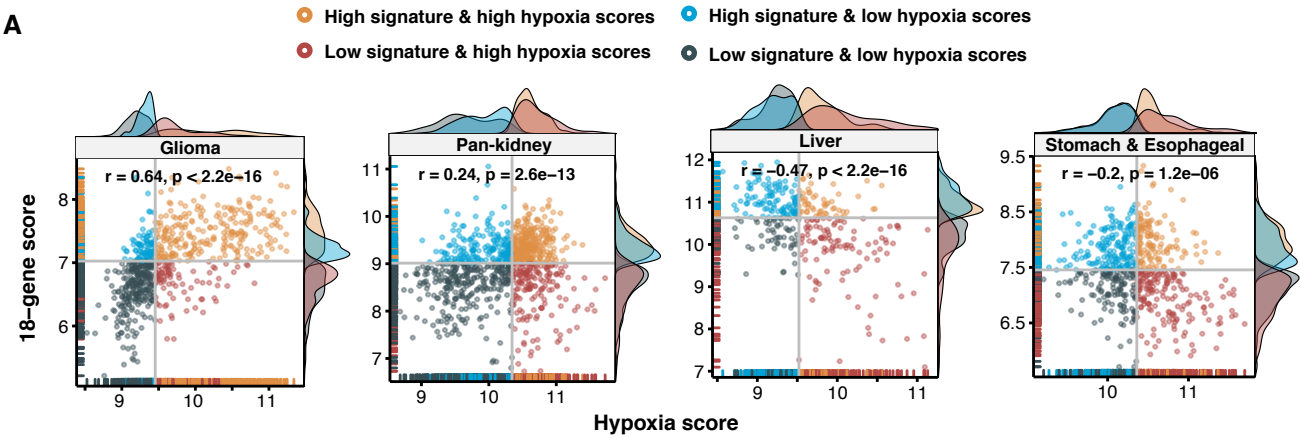 A
High signature & high hypoxia scores
High signature & low hypoxia scores
Low signature & high hypoxia scores
Low signature & low hypoxia scores
Glioma
r = 0.64, p < 2.2e−16
8
7
6
9
10
11
Pan-kidney
r = 0.24, p = 2.6e−13
11
10
9
8
7
9
10
11
Liver
r = −0.47, p < 2.2e−16
12
11
10
9
8
7
9
10
11
Stomach & Esophageal
r = −0.2, p = 1.2e−06
9.5
8.5
7.5
6.5
10
11
18−gene score
Hypoxia score